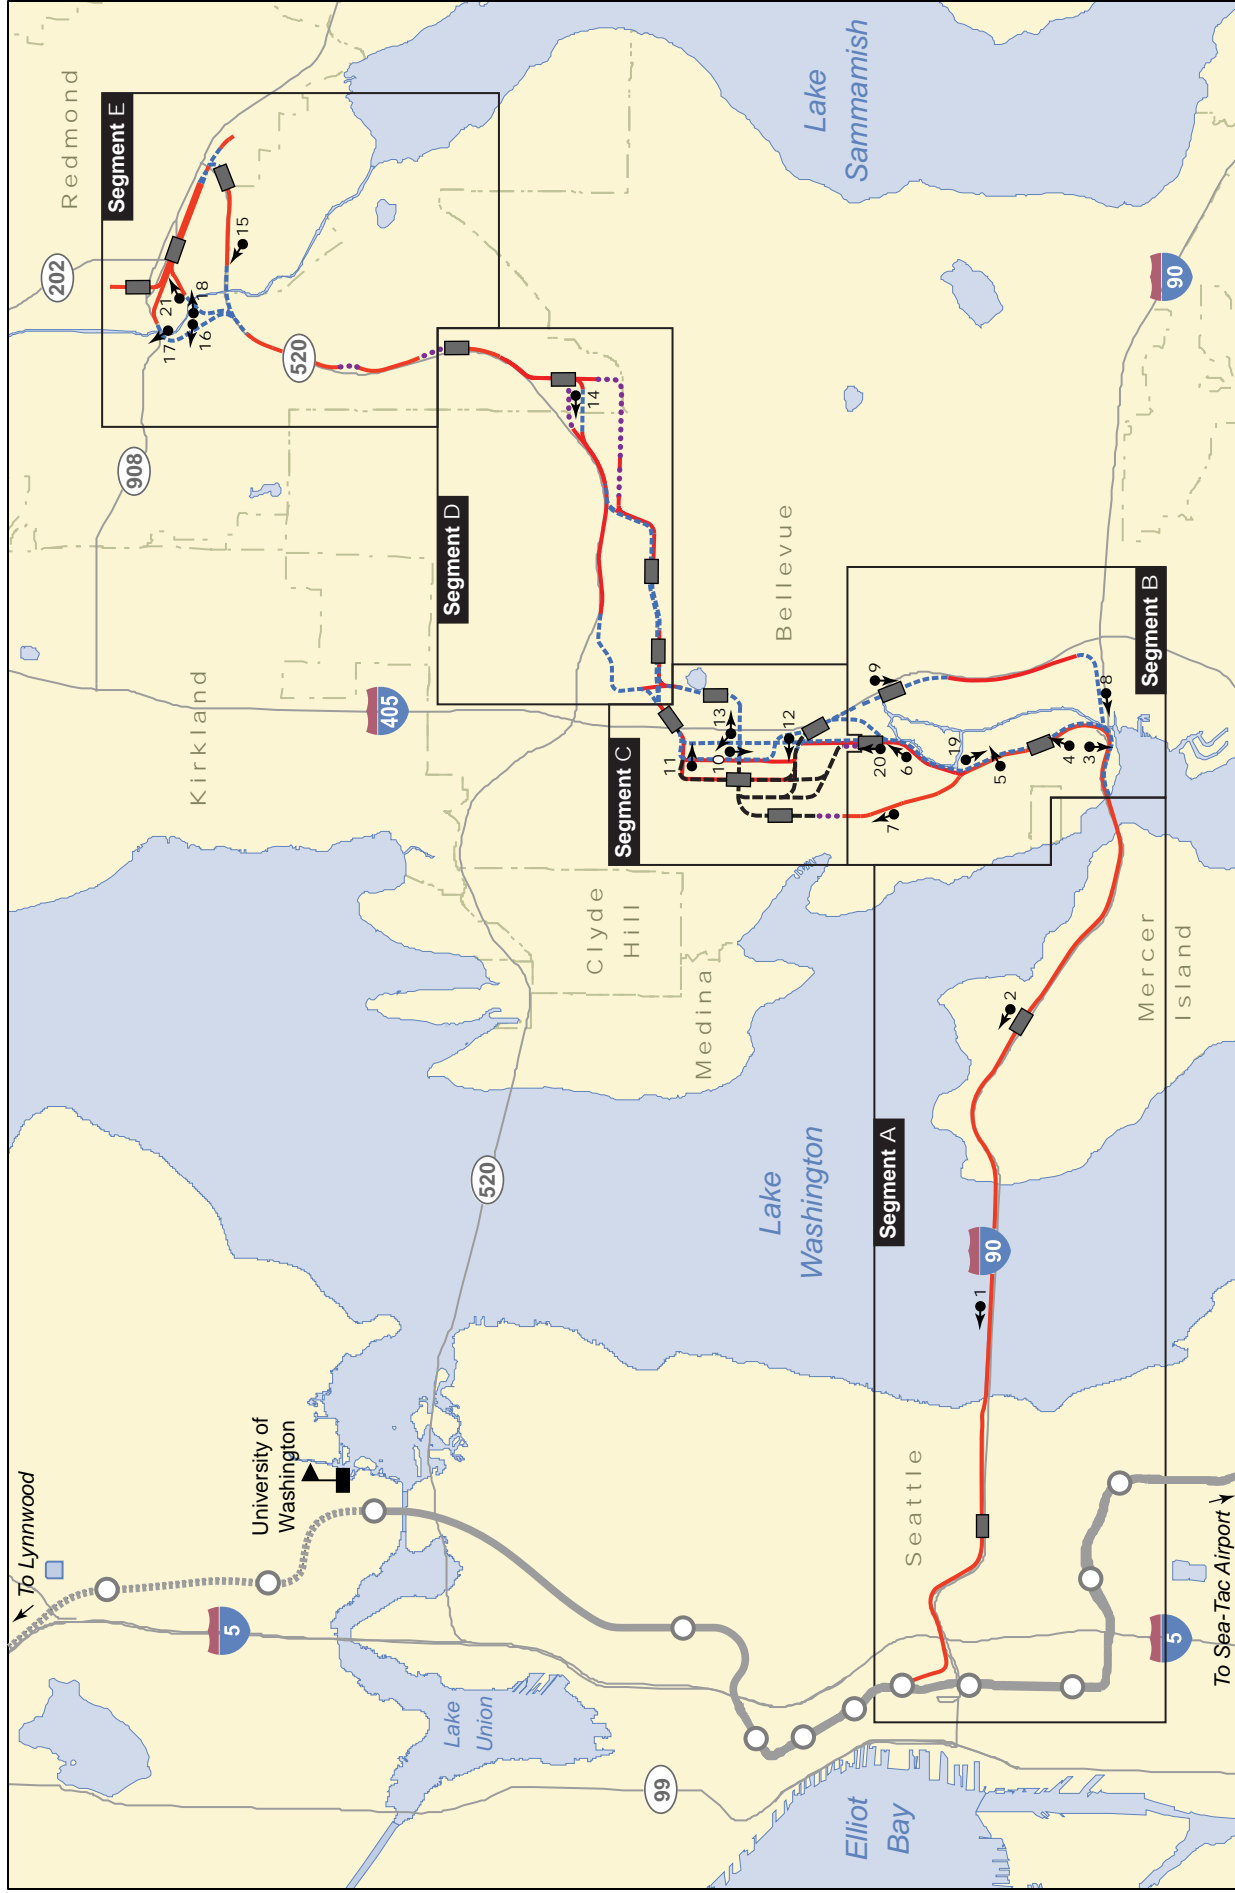 To Lynnwood
University of
Washington
5
Lake
Union
99
Elliot
Bay
Seattle
To Sea-Tac Airport
5
520
Lake
Washington
Segment A
90
1
2
Mercer
Island
Medina
Clyde
Hill
Kirkland
405
908
202
Redmond
Segment E
15
21
18
17
16
520
Segment D
14
Bellevue
Segment C
11
13
10
12
Segment B
9
20
6
19
5
4
3
8
7
90
Lake
Sammamish